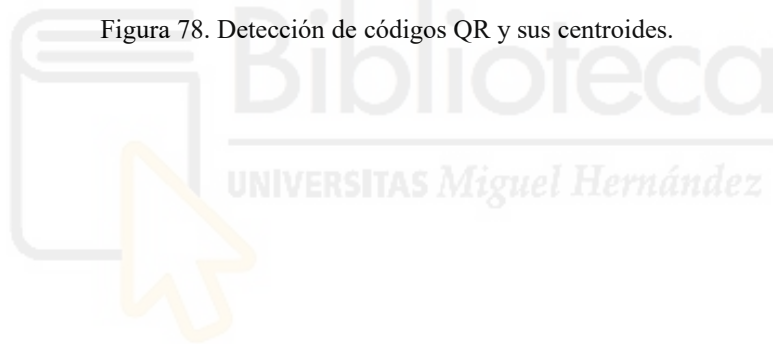 Figura 78. Detección de códigos QR y sus centroides.
Biblioteca
UNIVERSITAS Miguel Hernández